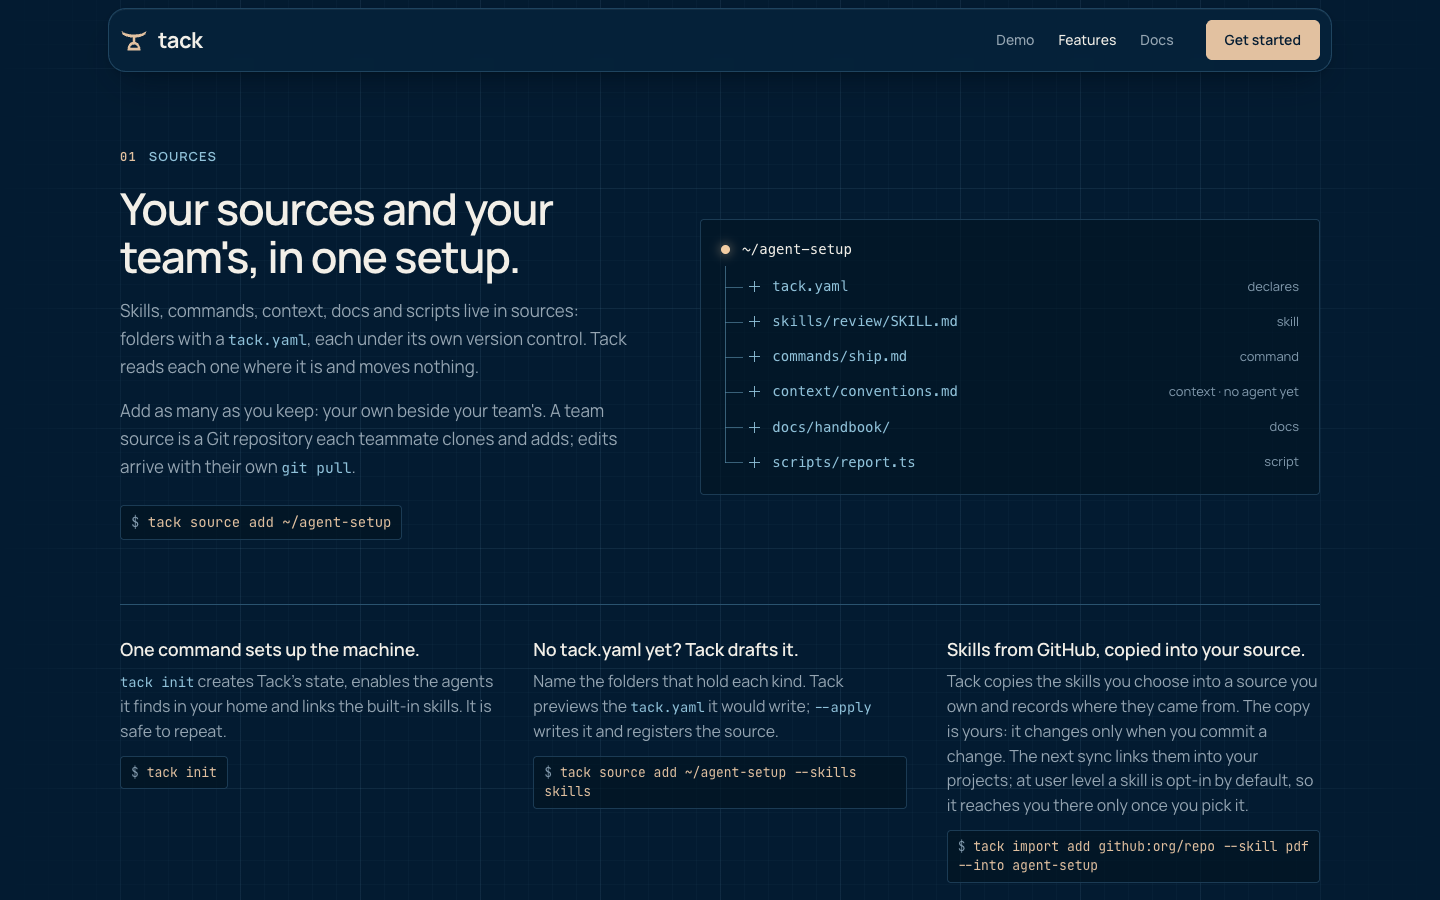 tack
Demo
Features
Docs
Get started
01 SOURCES
Your sources and your
team's, in one setup.
Skills, commands, context, docs and scripts live in sources:
folders with a tack.yaml, each under its own version control. Tack
reads each one where it is and moves nothing.
Add as many as you keep: your own beside your team's. A team
source is a Git repository each teammate clones and adds; edits
arrive with their own git pull.
$ tack source add ~/agent-setup
~/agent-setup
tack.yaml declares
skills/review/SKILL.md skill
commands/ship.md command
context/conventions.md context · no agent yet
docs/handbook/ docs
scripts/report.ts script
One command sets up the machine.
tack init creates Tack's state, enables the agents
it finds in your home and links the built-in skills. It is
safe to repeat.
$ tack init
No tack.yaml yet? Tack drafts it.
Name the folders that hold each kind. Tack
previews the tack.yaml it would write; --apply
writes it and registers the source.
$ tack source add ~/agent-setup --skills
skills
Skills from GitHub, copied into your source.
Tack copies the skills you choose into a source you
own and records where they came from. The copy
is yours: it changes only when you commit a
change. The next sync links them into your
projects; at user level a skill is opt-in by default, so
it reaches you there only once you pick it.
$ tack import add github:org/repo --skill pdf
--into agent-setup